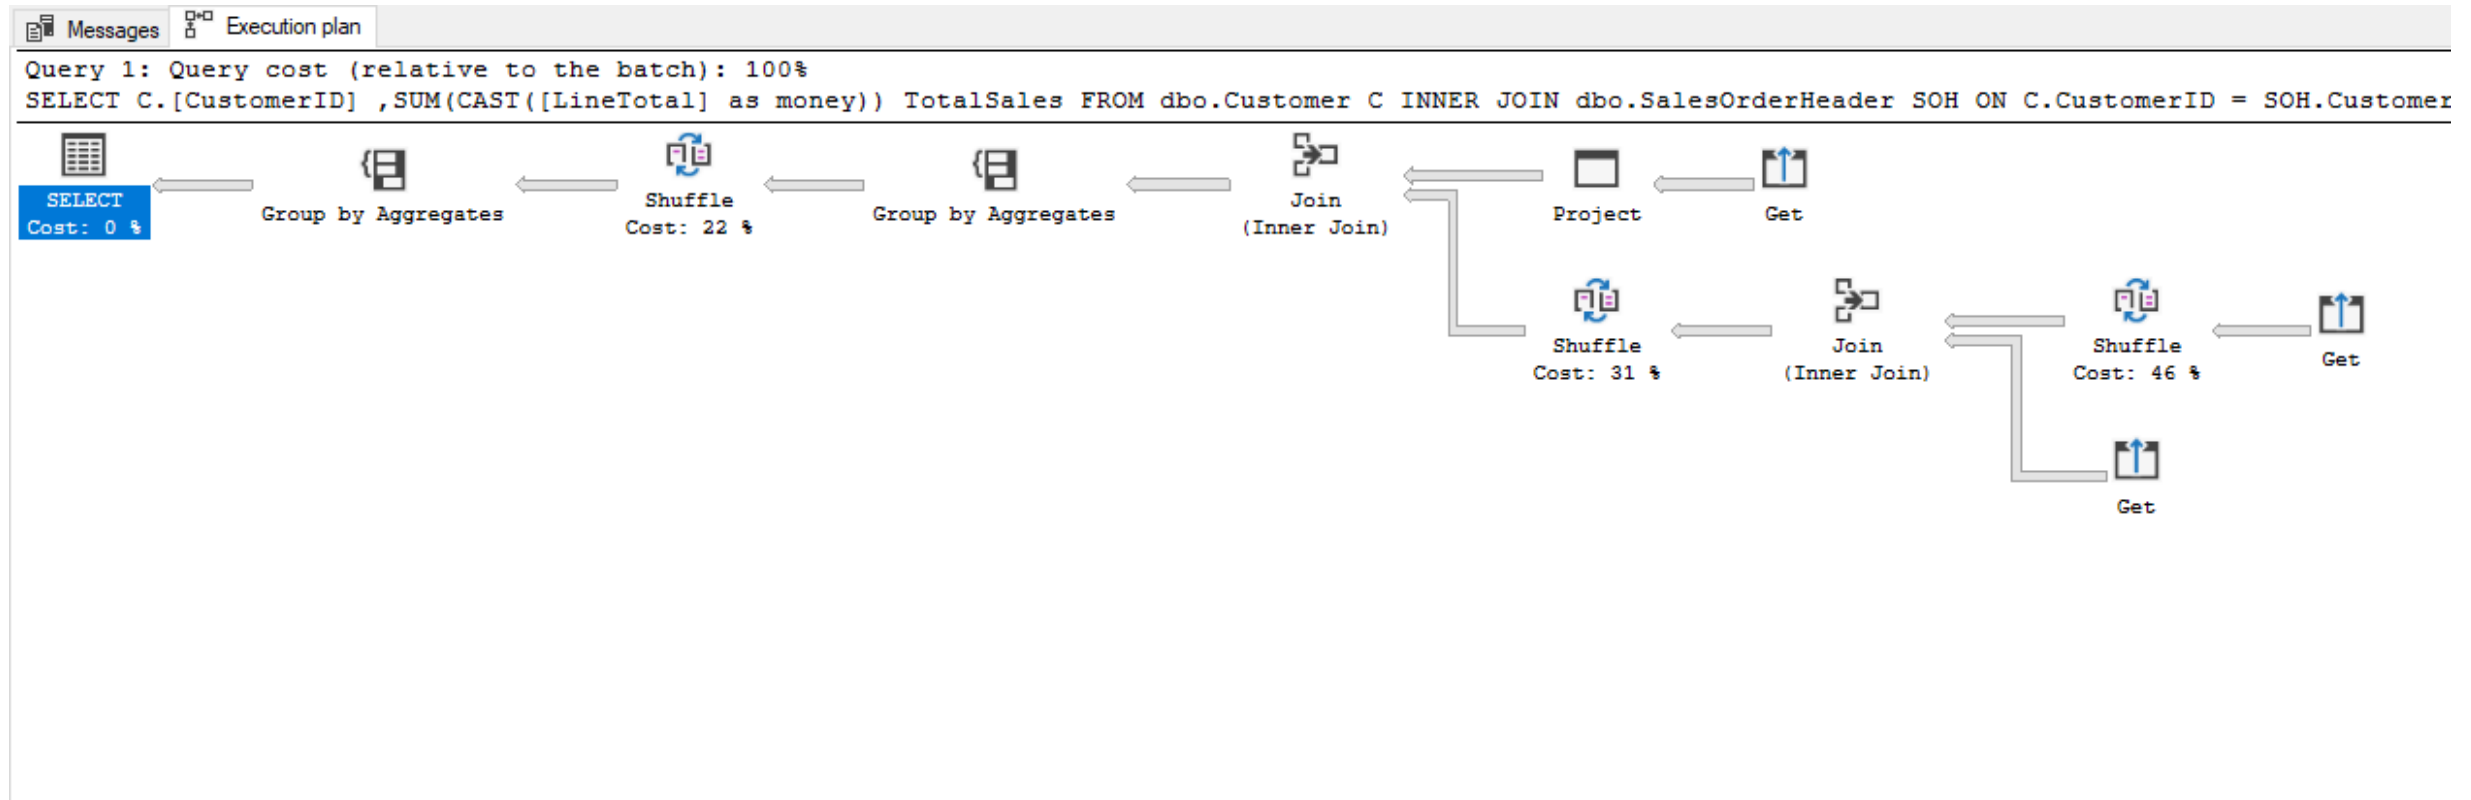 Messages
Execution plan
Query 1: Query cost (relative to the batch): 100%
SELECT C.[CustomerID] ,SUM(CAST([LineTotal] as money)) TotalSales FROM dbo.Customer C INNER JOIN dbo.SalesOrderHeader SOH ON C.CustomerID = SOH.Customer
SELECT
Cost: 0 %
Group by Aggregates
Shuffle
Cost: 22 %
Group by Aggregates
Join
(Inner Join)
Project
Get
Shuffle
Cost: 31 %
Join
(Inner Join)
Shuffle
Cost: 46 %
Get
Get